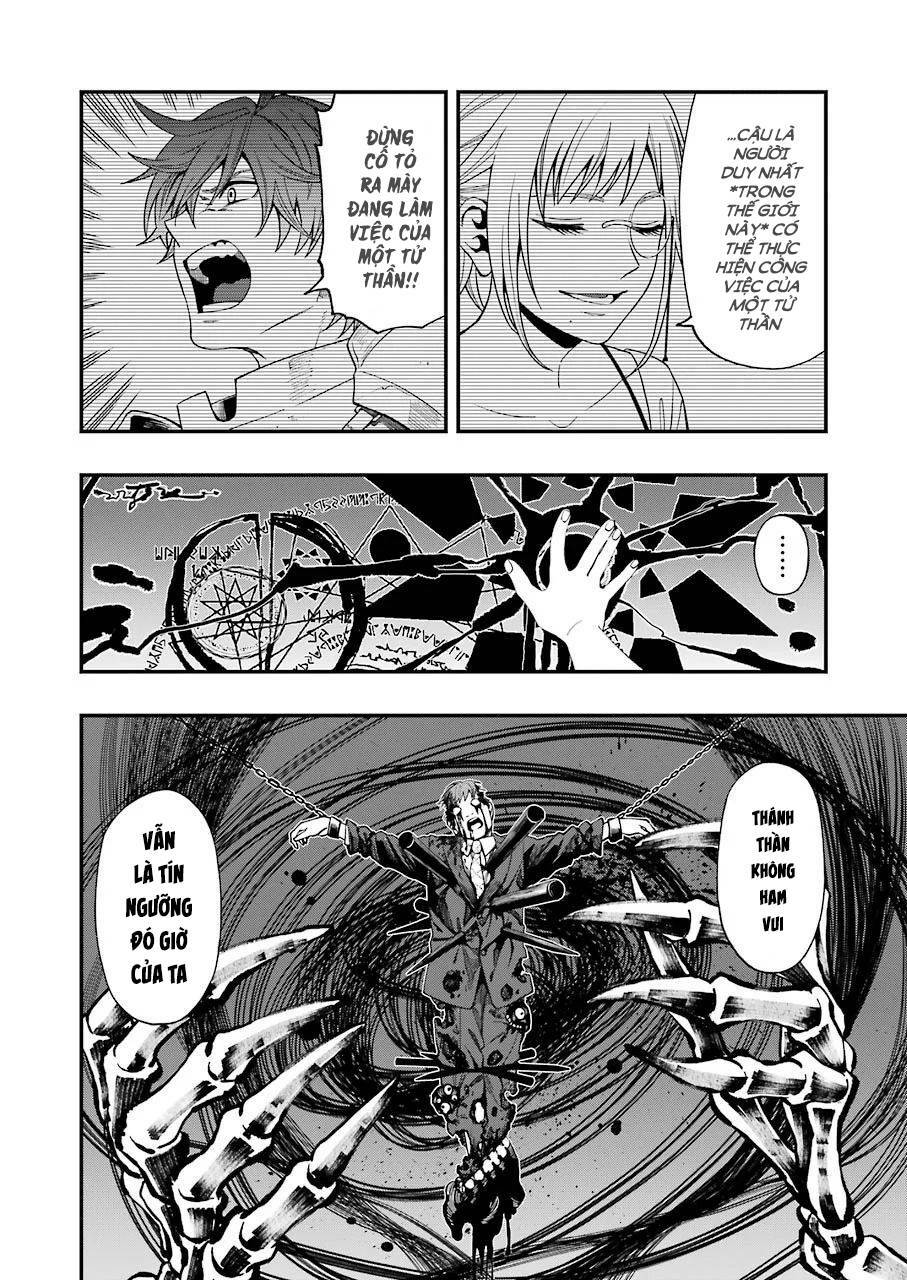 ...CẬU LÀ
NGƯỜI
DUY NHẤT
*TRONG
THẾ GIỚI
NÀY* CÓ
THỂ THỰC
HIỆN CÔNG
VIỆC CỦA
MỘT TỬ
THẦN
ĐỪNG
CỐ TỎ
RA MÀY
ĐANG LÀM
VIỆC CỦA
MỘT TỬ
THẦN!!
......
THÁNH
THẦN
KHÔNG
HAM
VUI
VẪN
LÀ TÍN
NGƯỠNG
ĐÓ GIỜ
CỦA TA